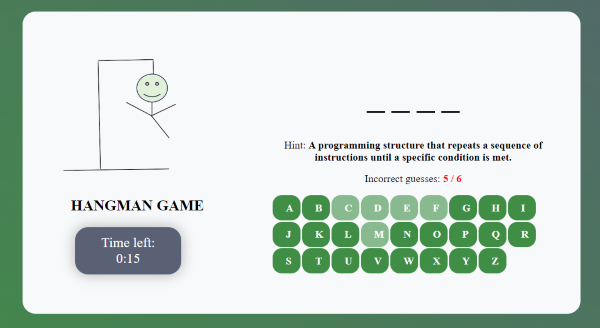 Hint: A programming structure that repeats a sequence of
instructions until a specific condition is met.
Incorrect guesses: 5 / 6
HANGMAN GAME
Time left:
0:15
A B C D E F G H I
J K L M N O P Q R
S T U V W X Y Z